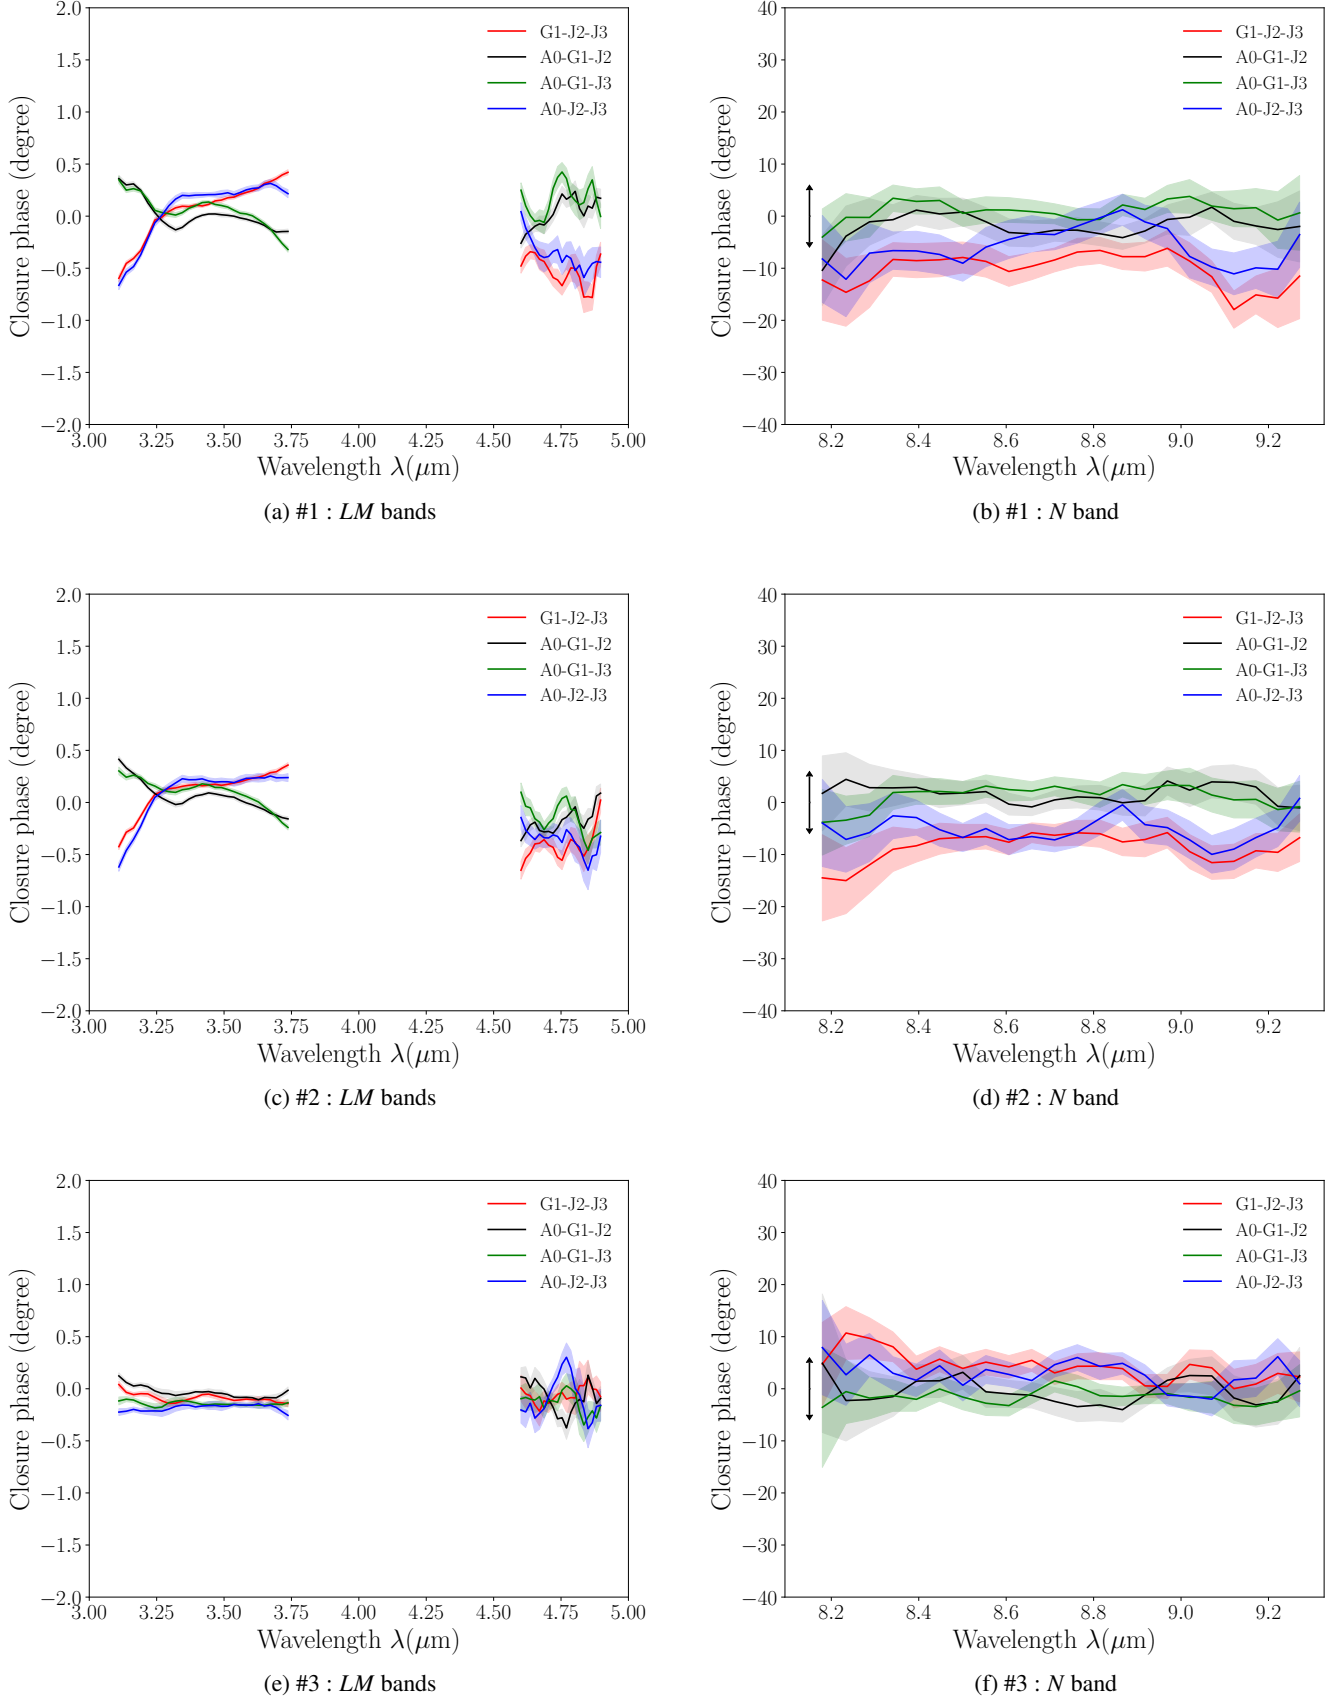 2.0
1.5
1.0
0.5
0.0
−0.5
−1.0
−1.5
−2.0
Closure phase (degree)
G1-J2-J3
A0-G1-J2
A0-G1-J3
A0-J2-J3
3.00 3.25 3.50 3.75 4.00 4.25 4.50 4.75 5.00
Wavelength λ(μm)
(a) #1 : LM bands
40
30
20
10
0
−10
−20
−30
−40
Closure phase (degree)
G1-J2-J3
A0-G1-J2
A0-G1-J3
A0-J2-J3
8.2 8.4 8.6 8.8 9.0 9.2
Wavelength λ(μm)
(b) #1 : N band
2.0
1.5
1.0
0.5
0.0
−0.5
−1.0
−1.5
−2.0
Closure phase (degree)
G1-J2-J3
A0-G1-J2
A0-G1-J3
A0-J2-J3
3.00 3.25 3.50 3.75 4.00 4.25 4.50 4.75 5.00
Wavelength λ(μm)
(c) #2 : LM bands
40
30
20
10
0
−10
−20
−30
−40
Closure phase (degree)
G1-J2-J3
A0-G1-J2
A0-G1-J3
A0-J2-J3
8.2 8.4 8.6 8.8 9.0 9.2
Wavelength λ(μm)
(d) #2 : N band
2.0
1.5
1.0
0.5
0.0
−0.5
−1.0
−1.5
−2.0
Closure phase (degree)
G1-J2-J3
A0-G1-J2
A0-G1-J3
A0-J2-J3
3.00 3.25 3.50 3.75 4.00 4.25 4.50 4.75 5.00
Wavelength λ(μm)
(e) #3 : LM bands
40
30
20
10
0
−10
−20
−30
−40
Closure phase (degree)
G1-J2-J3
A0-G1-J2
A0-G1-J3
A0-J2-J3
8.2 8.4 8.6 8.8 9.0 9.2
Wavelength λ(μm)
(f) #3 : N band